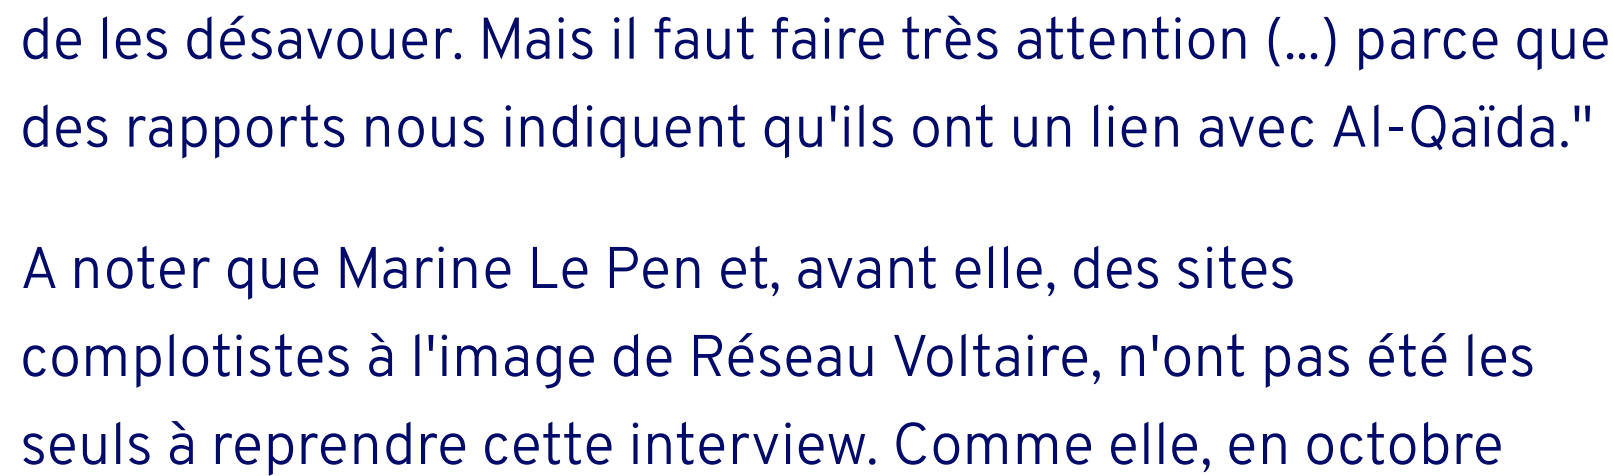 de les désavouer. Mais il faut faire très attention (...) parce que
des rapports nous indiquent qu'ils ont un lien avec Al-Qaïda."
A noter que Marine Le Pen et, avant elle, des sites
complotistes à l'image de Réseau Voltaire, n'ont pas été les
seuls à reprendre cette interview. Comme elle, en octobre